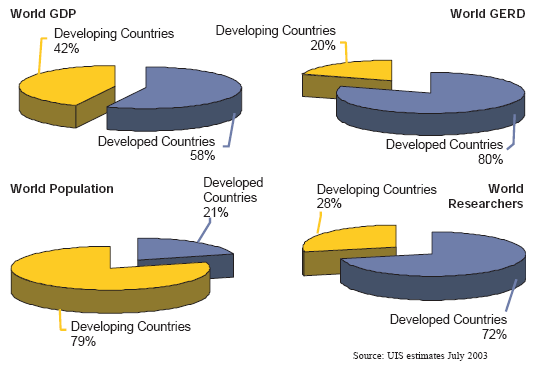 World GDP
Developing Countries
42%
Developed Countries
58%
World GERD
Developing Countries
20%
Developed Countries
80%
World Population
Developed
Countries
21%
Developing Countries
79%
World
Researchers
Developing Countries
28%
Developed Countries
72%
Source: UIS estimates July 2003